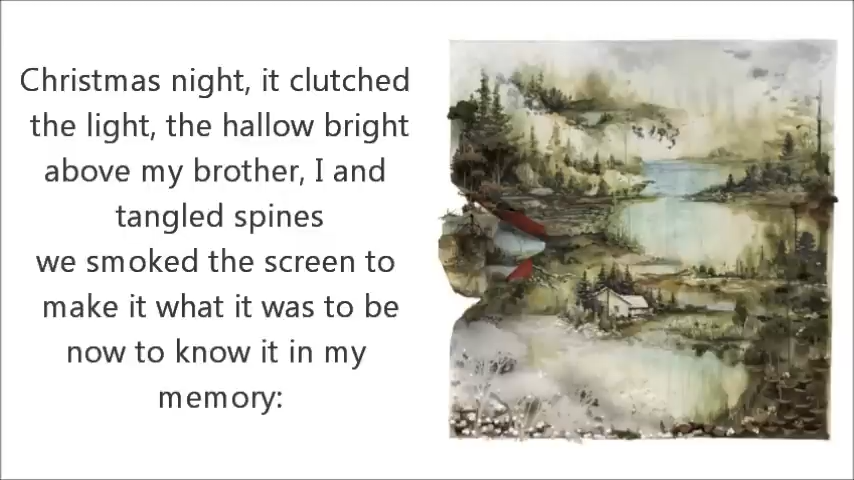 Christmas night, it clutched
the light, the hallow bright
above my brother, I and
tangled spines
we smoked the screen to
make it what it was to be
now to know it in my
memory: